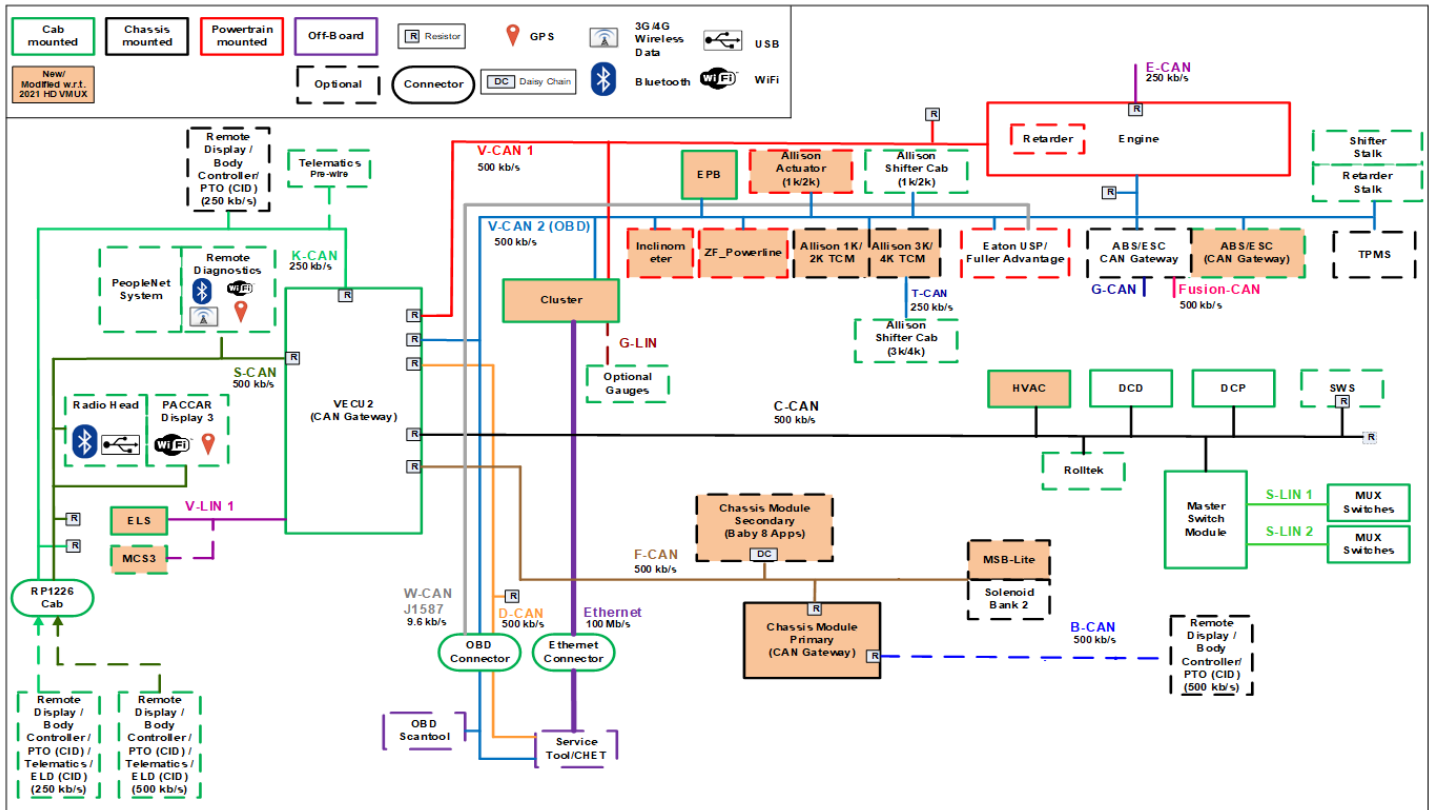 Cab
mounted
Chassis
mounted
Powertrain
mounted
Off-Board
R Resistor
GPS
3G/4G
Wireless
Data
USB
New/
Modified w.r.t.
2021 HD VMUX
Optional
Connector
DC Daisy Chain
Bluetooth
WiFi
WiFi
E-CAN
250 kb/s
R
Remote
Display /
Body
Controller/
PTO (CID)
(250 kb/s)
Telematics
Pre-wire
V-CAN 1
500 kb/s
R
Retarder
Engine
Shifter
Stalk
Retarder
Stalk
EPB
Allison
Actuator
(1k/2k)
Allison
Shifter Cab
(1k/2k)
R
V-CAN 2 (OBD)
500 kb/s
Inclinom
eter
ZF_Powerline
Allison 1K/
2K TCM
Allison 3K/
4K TCM
Eaton USP/
Fuller Advantage
ABS/ESC
CAN Gateway
ABS/ESC
(CAN Gateway)
TPMS
K-CAN
250 kb/s
PeopleNet
System
Remote
Diagnostics
WiFi
R
Cluster
T-CAN
250 kb/s
G-CAN
Fusion-CAN
500 kb/s
R
R
R
G-LIN
Allison
Shifter Cab
(3k/4k)
S-CAN
500 kb/s
R
Optional
Gauges
VECU2
(CAN Gateway)
HVAC
DCD
DCP
SWS
R
Radio Head
PACCAR
Display 3
WiFi
C-CAN
500 kb/s
R
R
R
Rolltek
V-LIN 1
R
ELS
R
MCS3
Chassis Module
Secondary
(Baby 8 Apps)
DC
Master
Switch
Module
S-LIN 1
MUX
Switches
S-LIN 2
MUX
Switches
F-CAN
500 kb/s
MSB-Lite
Solenoid
Bank 2
RP1226
Cab
W-CAN
J1587
9.6 kb/s
R
D-CAN
500 kb/s
Ethernet
100 Mb/s
R
Chassis Module
Primary
(CAN Gateway)
R
B-CAN
500 kb/s
Remote
Display /
Body
Controller/
PTO (CID)
(500 kb/s)
OBD
Connector
Ethernet
Connector
Remote
Display /
Body
Controller /
PTO (CID) /
Telematics /
ELD (CID)
(250 kb/s)
Remote
Display /
Body
Controller /
PTO (CID) /
Telematics /
ELD (CID)
(500 kb/s)
OBD
Scantool
Service
Tool/CHET